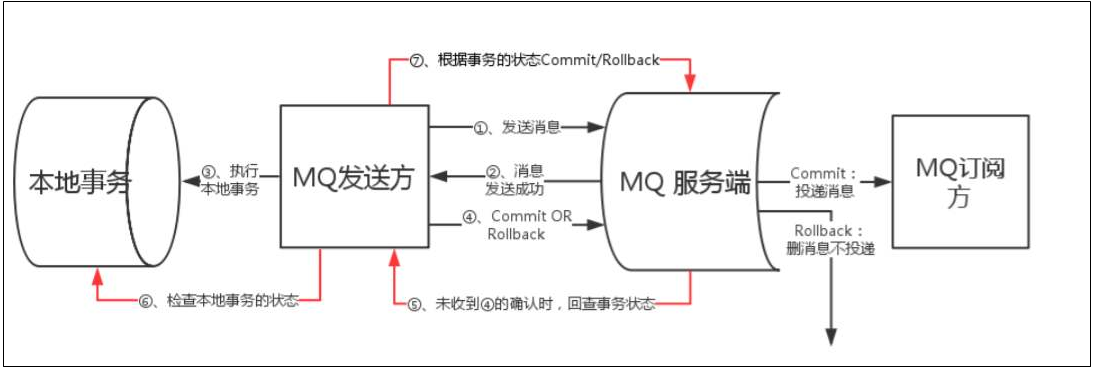 ⑦、根据事务的状态Commit/Rollback
①、发送消息
本地事务
③、执行
本地事务
MQ发送方
②、消息
发送成功
MQ 服务端
Commit：
投递消息
MQ订阅
方
④、Commit OR
Rollback
Rollback：
删消息不投递
⑥、检查本地事务的状态
⑤、未收到④的确认时，回查事务状态